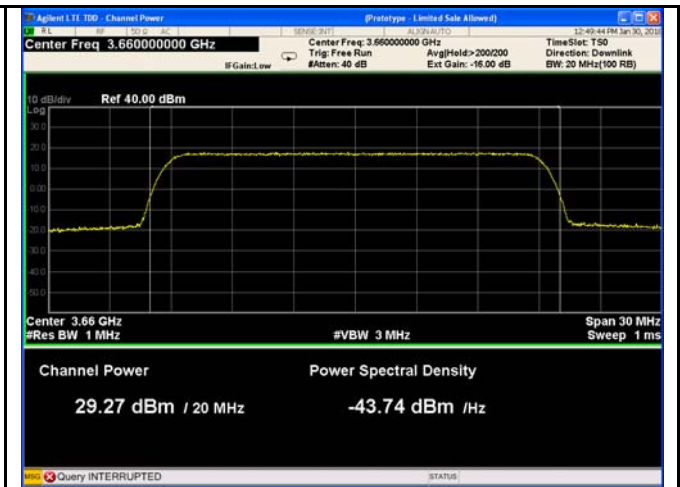 Agilent LTE TDD - Channel Power (Prototype - Limited Sale Allowed)
RL RF 50 Ω AC SENSE:INT ALIGN AUTO 12:49:44 PM Jan 30, 2018
Center Freq 3.660000000 GHz Center Freq: 3.660000000 GHz TimeSlot: TS0
Trig: Free Run Avg|Hold:>200/200 Direction: Downlink
IFGain:Low #Atten: 40 dB Ext Gain: -16.00 dB BW: 20 MHz(100 RB)
10 dB/div Ref 40.00 dBm
Log
30.0
20.0
10.0
0.00
-10.0
-20.0
-30.0
-40.0
-50.0
Center 3.66 GHz Span 30 MHz
#Res BW 1 MHz #VBW 3 MHz Sweep 1 ms
Channel Power Power Spectral Density
29.27 dBm / 20 MHz -43.74 dBm /Hz
MSG Query INTERRUPTED STATUS